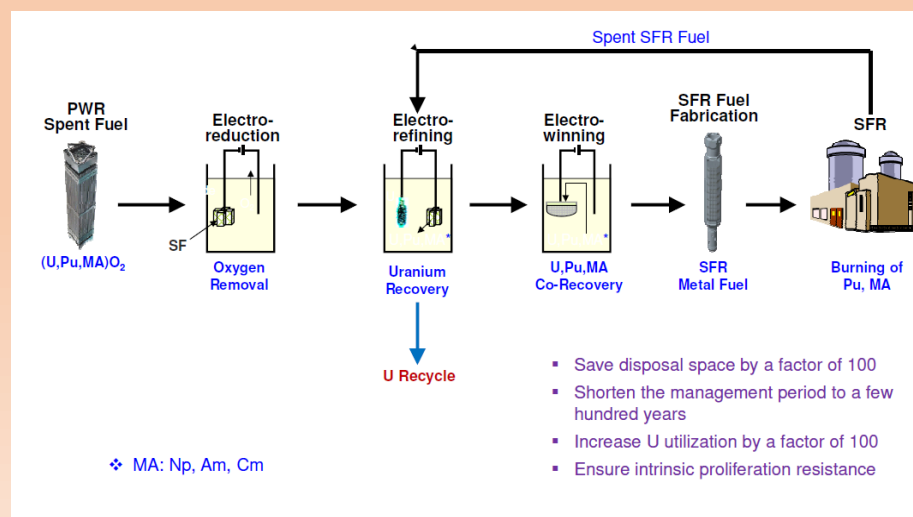 Spent SFR Fuel
PWR
Spent Fuel
Electro-
reduction
Electro-
refining
Electro-
winning
SFR Fuel
Fabrication
SFR
SF
(U,Pu,MA)O₂
Oxygen
Removal
Uranium
Recovery
U,Pu,MA
Co-Recovery
SFR
Metal Fuel
Burning of
Pu, MA
U Recycle
▪ Save disposal space by a factor of 100
▪ Shorten the management period to a few
hundred years
▪ Increase U utilization by a factor of 100
▪ Ensure intrinsic proliferation resistance
❖ MA: Np, Am, Cm